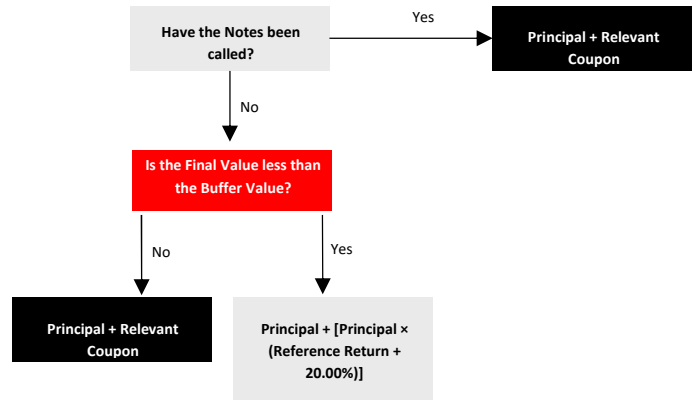 Have the Notes been
called?
Yes
Principal + Relevant
Coupon
No
Is the Final Value less than
the Buffer Value?
No
Yes
Principal + Relevant
Coupon
Principal + [Principal ×
(Reference Return +
20.00%)]